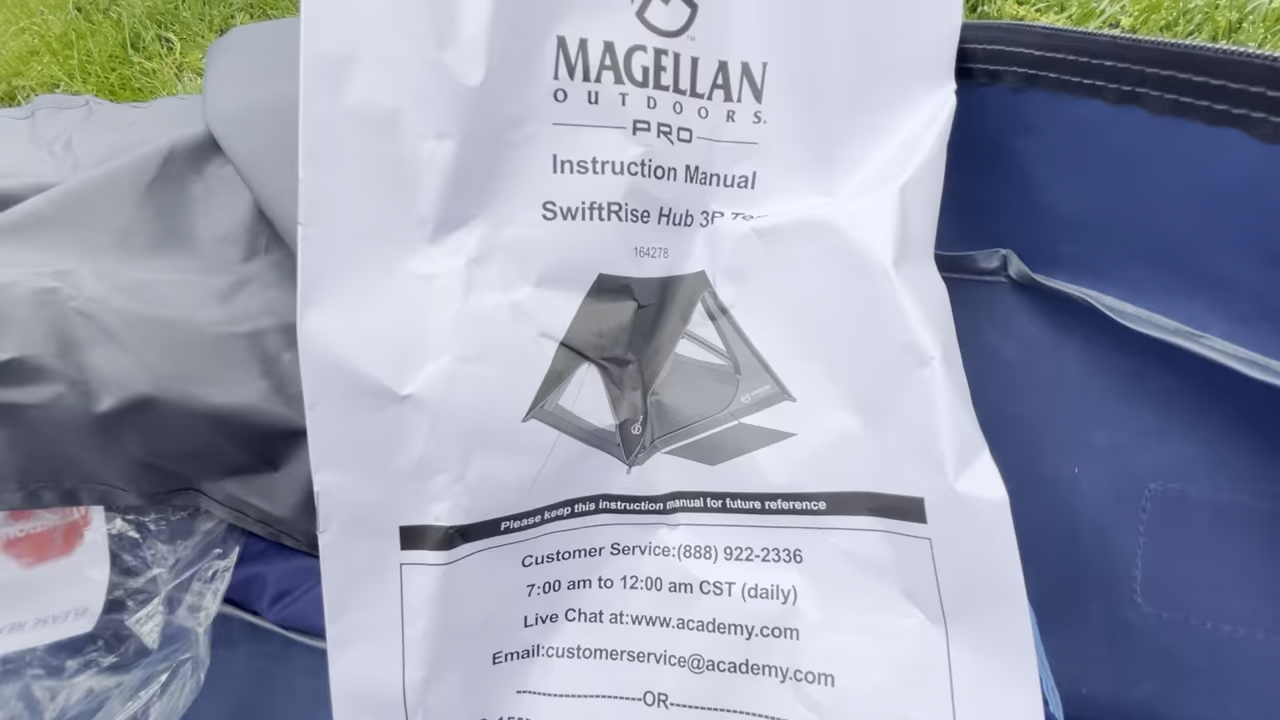 MAGELLAN
OUTDOORS.
PRO
Instruction Manual
SwiftRise Hub 3P
164278
Please keep this instruction manual for future reference
Customer Service:(888) 922-2336
7:00 am to 12:00 am CST (daily)
Live Chat at:www.academy.com
Email:customerservice@academy.com
-----------------------OR-----------------------
PLEASE